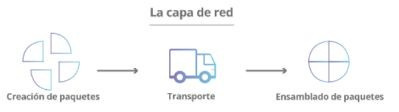 La capa de red
Creación de paquetes
Transporte
Ensamblado de paquetes